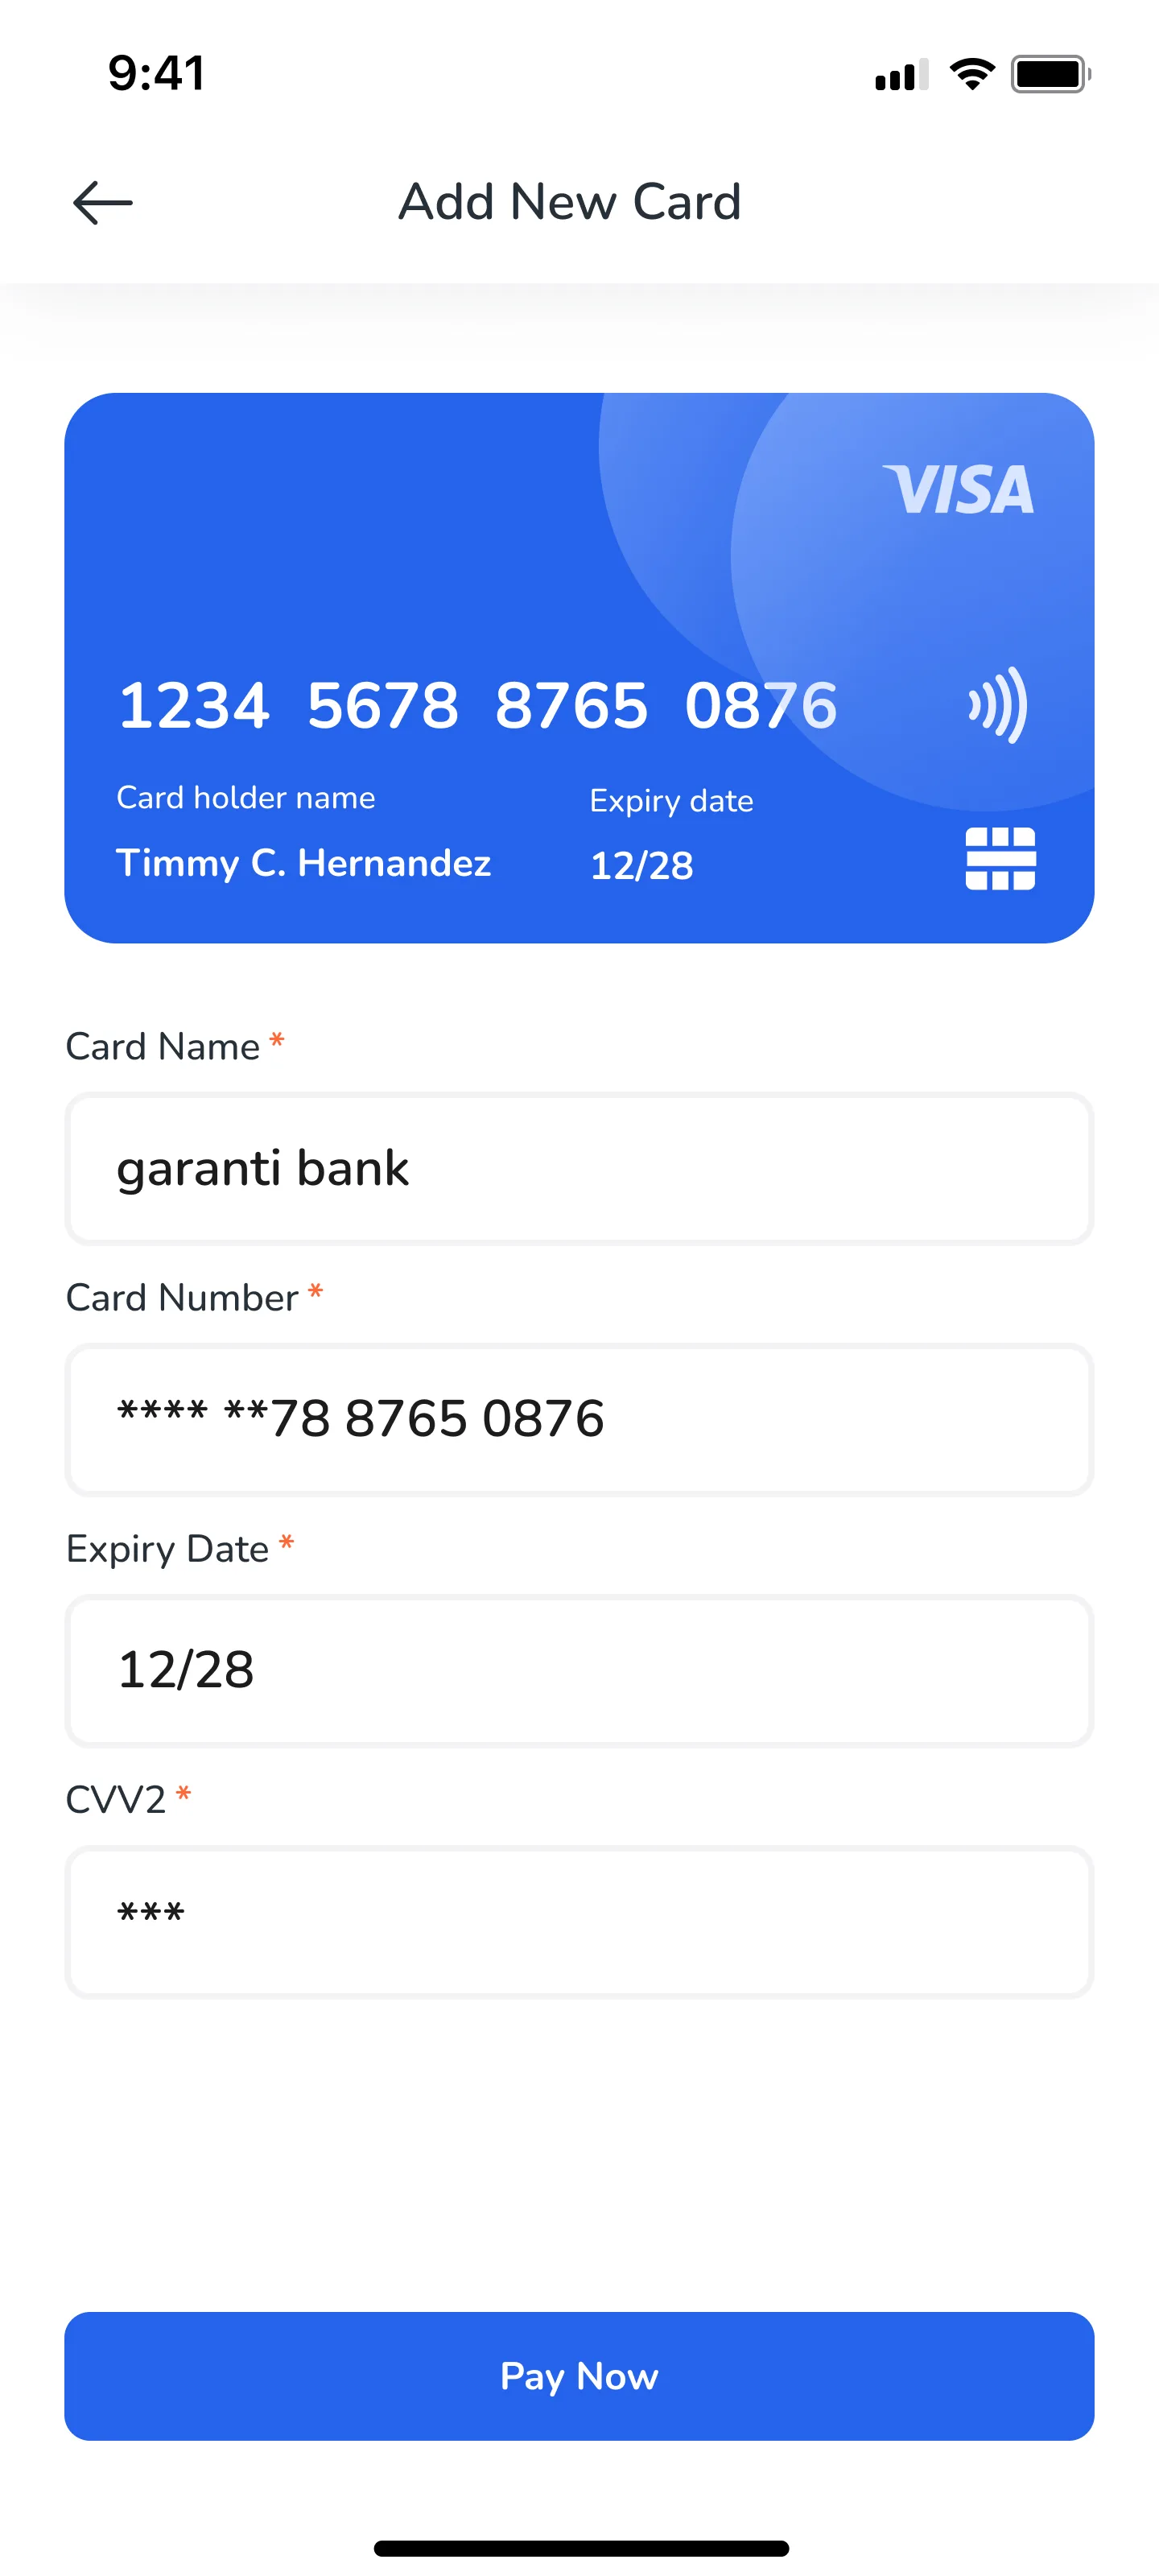 9:41
Add New Card
VISA
1234 5678 8765 0876
Card holder name
Expiry date
Timmy C. Hernandez
12/28
Card Name *
garanti bank
Card Number *
**** **78 8765 0876
Expiry Date *
12/28
CVV2 *
***
Pay Now